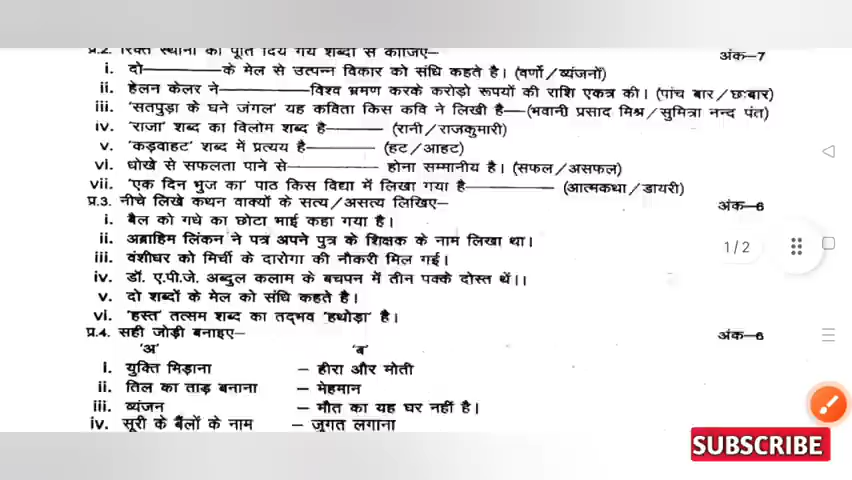 प्र.2. रिक्त स्थानों की पूर्ति दिये गये शब्दों से कीजिए– अंक–7
i. दो————के मेल से उत्पन्न विकार को संधि कहते है। (वर्णो/व्यंजनों)
ii. हेलन केलर ने————विश्व भ्रमण करके करोड़ो रूपयों की राशि एकत्र की। (पांच बार/छःबार)
iii. 'सतपुड़ा के घने जंगल' यह कविता किस कवि ने लिखी है—(भवानी प्रसाद मिश्र/सुमित्रा नन्द पंत)
iv. 'राजा' शब्द का विलोम शब्द है———— (रानी/राजकुमारी)
v. 'कड़वाहट' शब्द में प्रत्यय है———— (हट/आहट)
vi. धोखे से सफलता पाने से———— होना सम्मानीय है। (सफल/असफल)
vii. 'एक दिन भुज का' पाठ किस विद्या में लिखा गया है———— (आत्मकथा/डायरी)
प्र.3. नीचे लिखे कथन वाक्यों के सत्य/असत्य लिखिए– अंक–6
i. बैल को गधे का छोटा भाई कहा गया है।
ii. अब्राहिम लिंकन ने पत्र अपने पुत्र के शिक्षक के नाम लिखा था।
1/2
iii. वंशीधर को मिर्ची के दारोगा की नौकरी मिल गई।
iv. डॉ. ए.पी.जे. अब्दुल कलाम के बचपन में तीन पक्के दोस्त थें।।
v. दो शब्दों के मेल को संधि कहते है।
vi. 'हस्त' तत्सम शब्द का तद्भव 'हथोड़ा' है।
प्र.4. सही जोड़ी बनाइए– अंक–6
'अ' 'ब'
i. युक्ति मिड़ाना – हीरा और मोती
ii. तिल का ताड़ बनाना – मेहमान
iii. व्यंजन – मौत का यह घर नहीं है।
iv. सूरी के बैंलों के नाम – जुगत लगाना
SUBSCRIBE